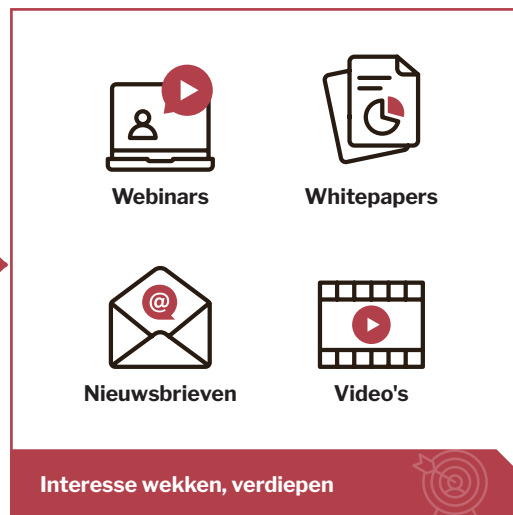 Webinars
Whitepapers
@
Nieuwsbrieven
Video's
Interesse wekken, verdiepen